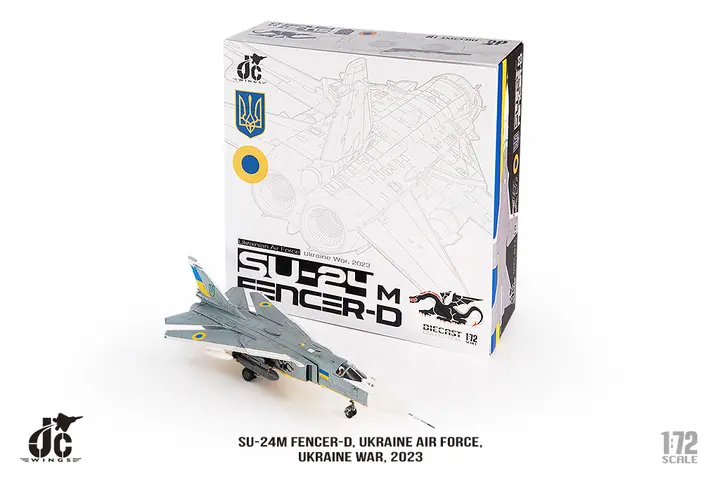 JC
WINGS
Ukrainian Air Force Ukraine War, 2023
SU-24 M
FENCER-D
DIECAST 1:72
JC
WINGS
SU-24M FENCER-D, UKRAINE AIR FORCE,
UKRAINE WAR, 2023
1:72
SCALE